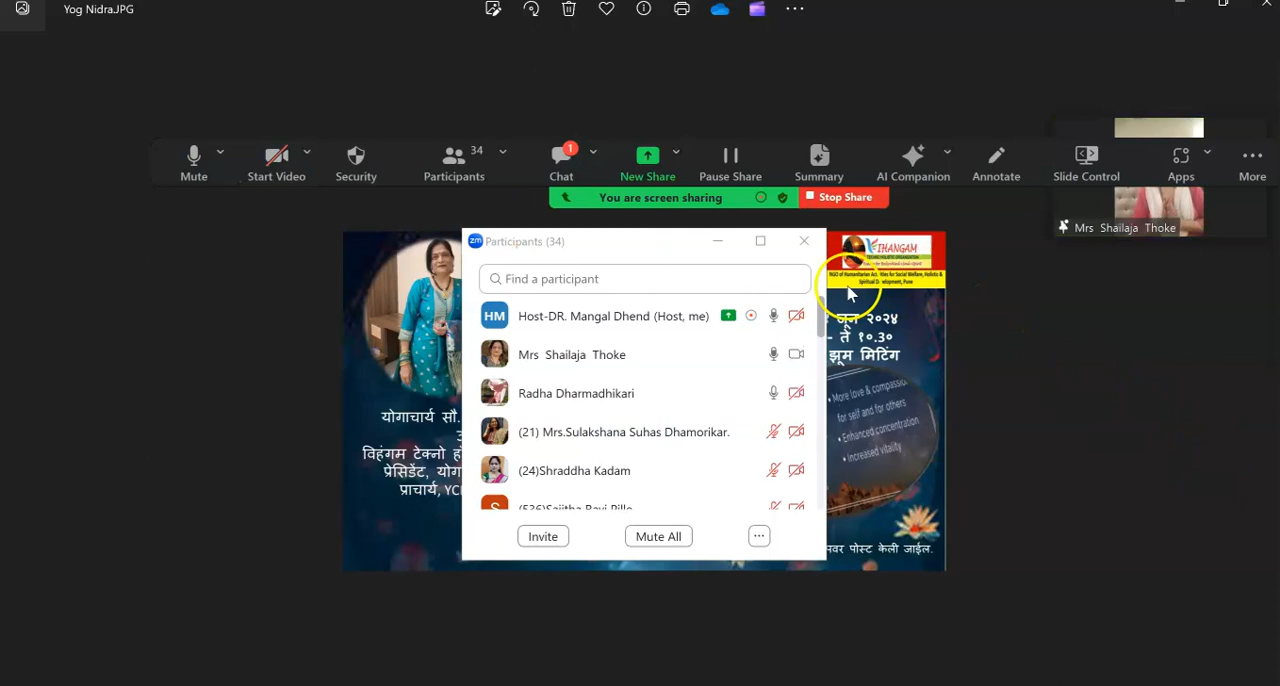 Yog Nidra.JPG
34
1
Mute
Start Video
Security
Participants
Chat
New Share
Pause Share
Summary
AI Companion
Annotate
Slide Control
Apps
More
You are screen sharing
Stop Share
Mrs Shailaja Thoke
zm Participants (34)
Find a participant
HM Host-DR. Mangal Dhend (Host, me)
Mrs Shailaja Thoke
Radha Dharmadhikari
(21) Mrs.Sulakshana Suhas Dhamorikar.
(24)Shraddha Kadam
Invite
Mute All
VIHANGAM
जून २०२४
- ते १०.३०
झूम मिटिंग
• More love & compassion
for self and for others
• Enhanced concentration
• Increased vitality
योगाचार्य सौ.
प्रेसिडेंट,
प्राचार्य,
पोस्ट केली जाईल.